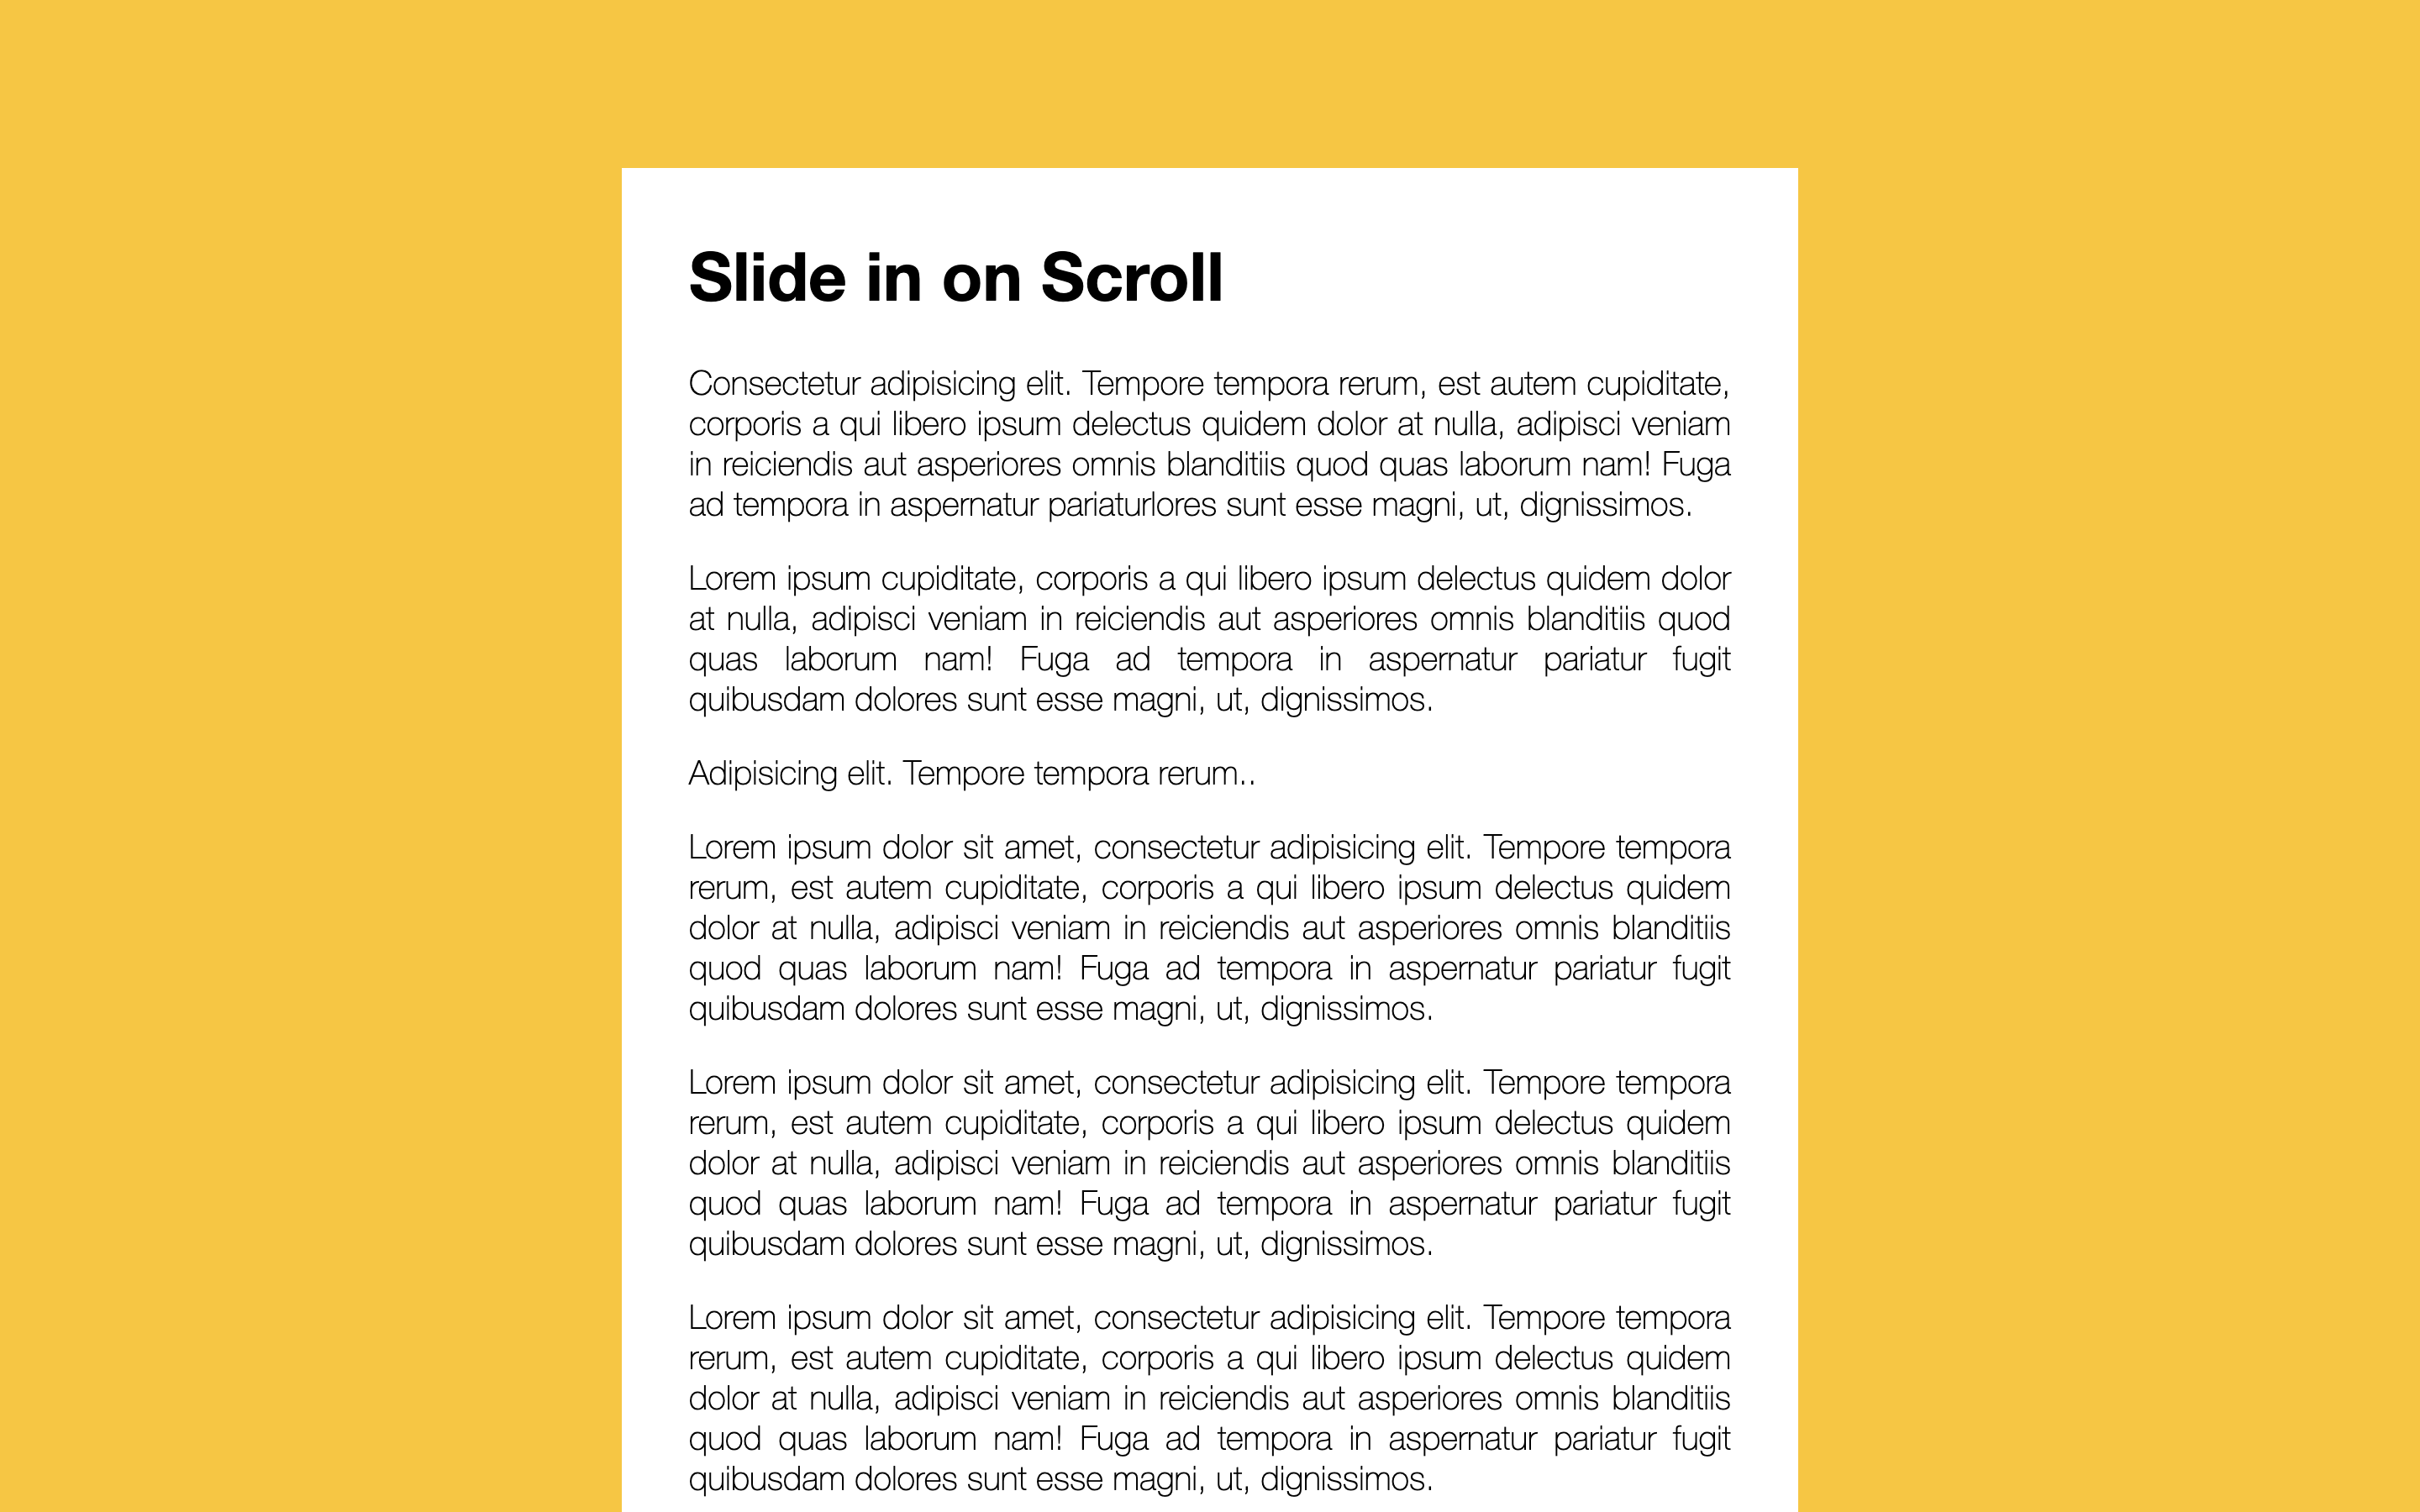 Slide in on Scroll
Consectetur adipisicing elit. Tempore tempora rerum, est autem cupiditate,
corporis a qui libero ipsum delectus quidem dolor at nulla, adipisci veniam
in reiciendis aut asperiores omnis blanditiis quod quas laborum nam! Fuga
ad tempora in aspernatur pariaturlores sunt esse magni, ut, dignissimos.
Lorem ipsum cupiditate, corporis a qui libero ipsum delectus quidem dolor
at nulla, adipisci veniam in reiciendis aut asperiores omnis blanditiis quod
quas laborum nam! Fuga ad tempora in aspernatur pariatur fugit
quibusdam dolores sunt esse magni, ut, dignissimos.
Adipisicing elit. Tempore tempora rerum..
Lorem ipsum dolor sit amet, consectetur adipisicing elit. Tempore tempora
rerum, est autem cupiditate, corporis a qui libero ipsum delectus quidem
dolor at nulla, adipisci veniam in reiciendis aut asperiores omnis blanditiis
quod quas laborum nam! Fuga ad tempora in aspernatur pariatur fugit
quibusdam dolores sunt esse magni, ut, dignissimos.
Lorem ipsum dolor sit amet, consectetur adipisicing elit. Tempore tempora
rerum, est autem cupiditate, corporis a qui libero ipsum delectus quidem
dolor at nulla, adipisci veniam in reiciendis aut asperiores omnis blanditiis
quod quas laborum nam! Fuga ad tempora in aspernatur pariatur fugit
quibusdam dolores sunt esse magni, ut, dignissimos.
Lorem ipsum dolor sit amet, consectetur adipisicing elit. Tempore tempora
rerum, est autem cupiditate, corporis a qui libero ipsum delectus quidem
dolor at nulla, adipisci veniam in reiciendis aut asperiores omnis blanditiis
quod quas laborum nam! Fuga ad tempora in aspernatur pariatur fugit
quibusdam dolores sunt esse magni, ut, dignissimos.